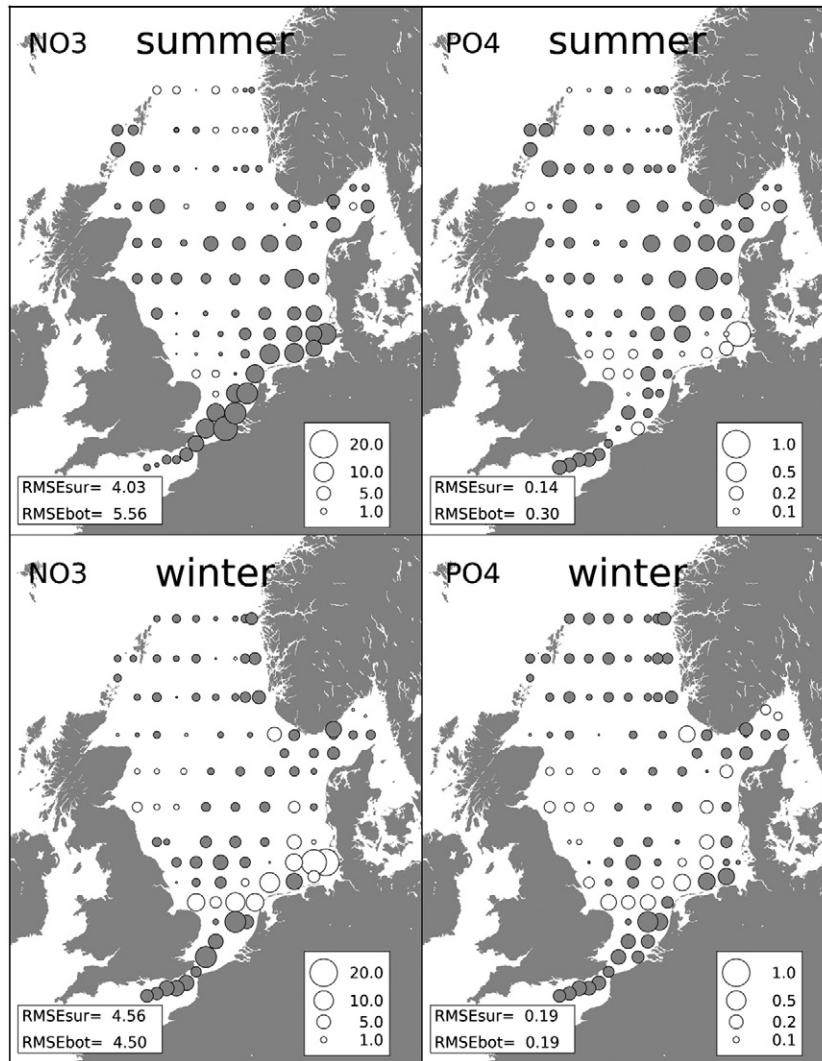 NO3 summer
20.0
10.0
5.0
1.0
RMSEsur= 4.03
RMSEbot= 5.56
PO4 summer
1.0
0.5
0.2
0.1
RMSEsur= 0.14
RMSEbot= 0.30
NO3 winter
20.0
10.0
5.0
1.0
RMSEsur= 4.56
RMSEbot= 4.50
PO4 winter
1.0
0.5
0.2
0.1
RMSEsur= 0.19
RMSEbot= 0.19